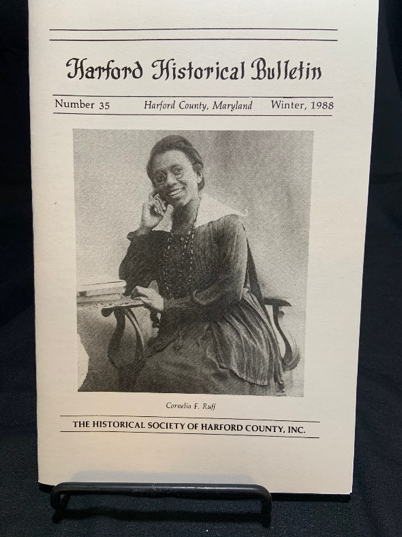 Harford Historical Bulletin
Number 35 Harford County, Maryland Winter, 1988
Cornelia F. Ruff
THE HISTORICAL SOCIETY OF HARFORD COUNTY, INC.